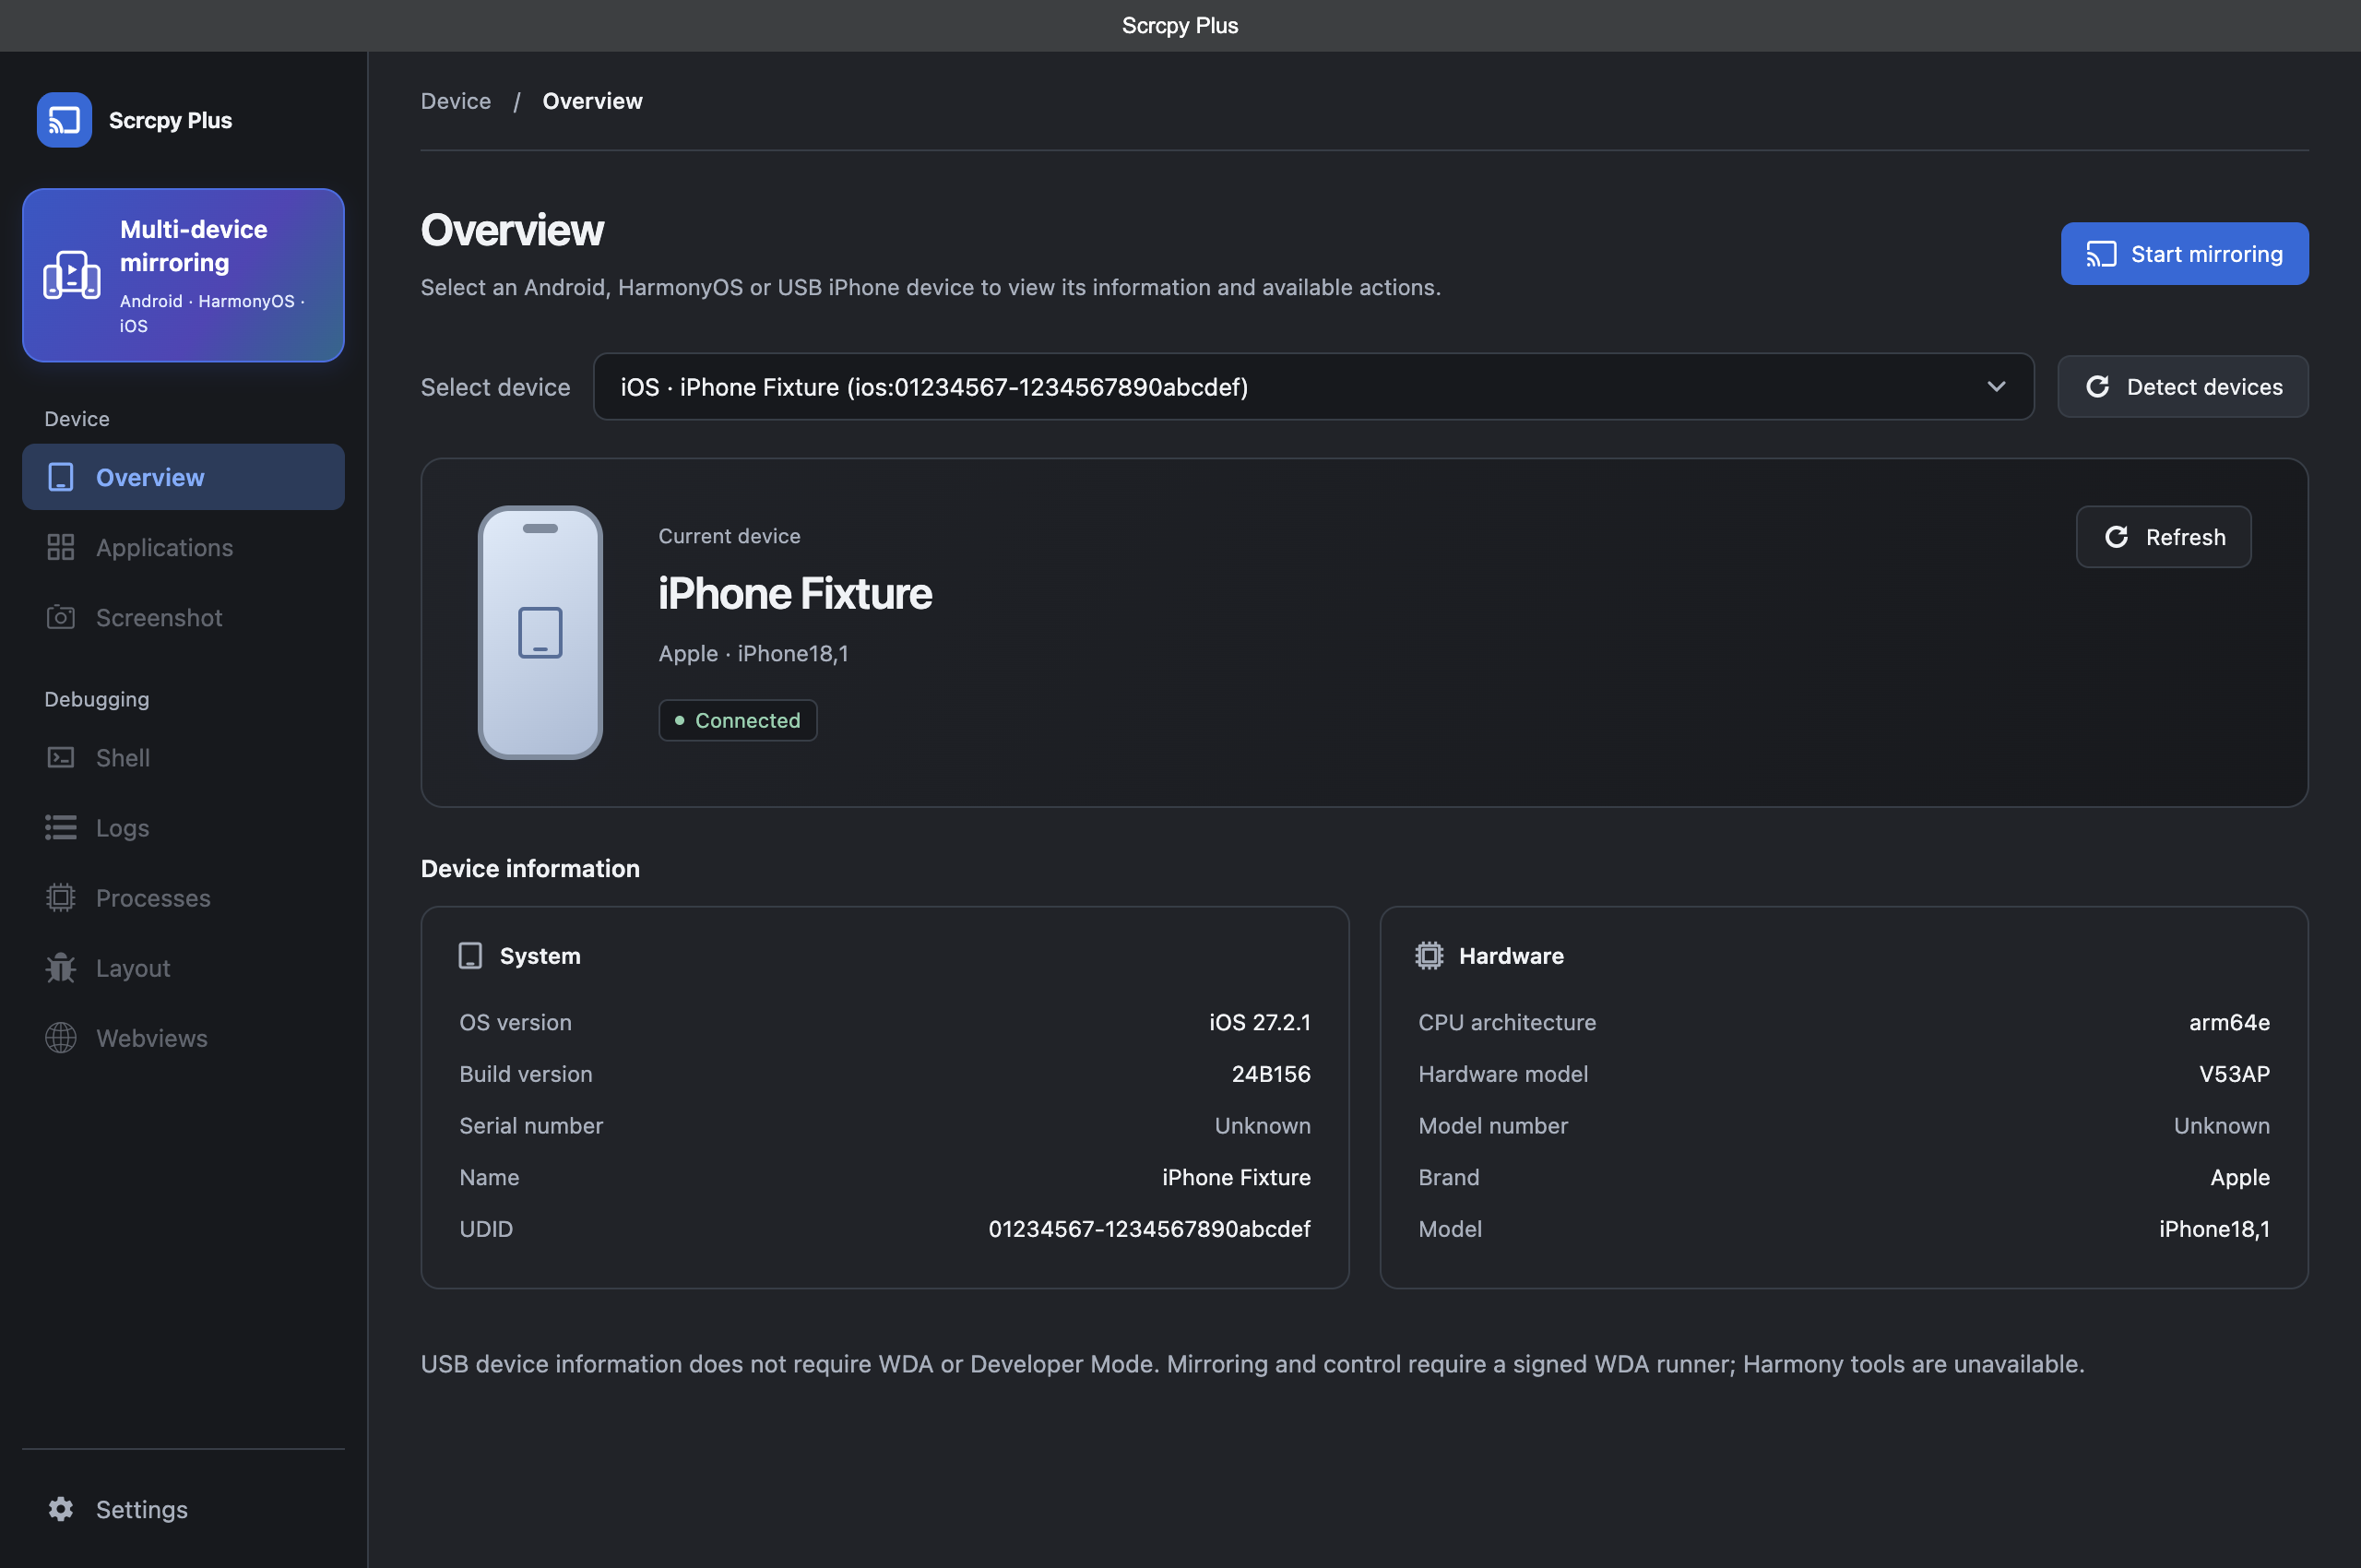 Scrcpy Plus
Scrcpy Plus
Multi-device
mirroring
Android · HarmonyOS ·
iOS
Device
Overview
Applications
Screenshot
Debugging
Shell
Logs
Processes
Layout
Webviews
Settings
Device / Overview
Overview
Select an Android, HarmonyOS or USB iPhone device to view its information and available actions.
Start mirroring
Select device
iOS · iPhone Fixture (ios:01234567-1234567890abcdef)
Detect devices
Current device
iPhone Fixture
Apple · iPhone18,1
Connected
Refresh
Device information
System
OS version iOS 27.2.1
Build version 24B156
Serial number Unknown
Name iPhone Fixture
UDID 01234567-1234567890abcdef
Hardware
CPU architecture arm64e
Hardware model V53AP
Model number Unknown
Brand Apple
Model iPhone18,1
USB device information does not require WDA or Developer Mode. Mirroring and control require a signed WDA runner; Harmony tools are unavailable.